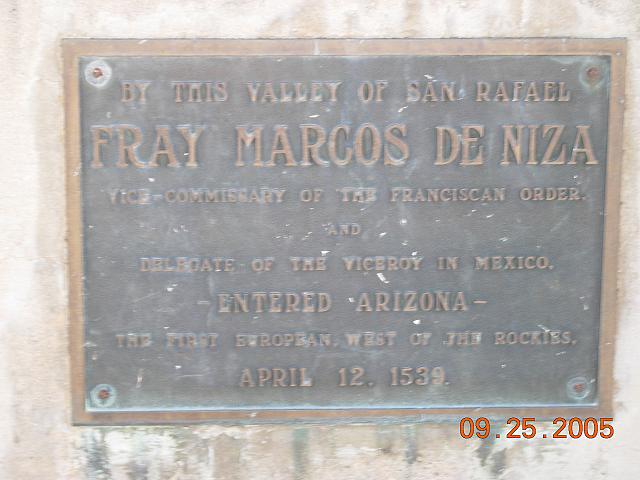 BY THIS VALLEY OF SAN RAFAEL
FRAY MARCOS DE NIZA
VICE-COMMISSARY OF THE FRANCISCAN ORDER.
AND
DELEGATE OF THE VICEROY IN MEXICO,
-ENTERED ARIZONA-
THE FIRST EUROPEAN, WEST OF THE ROCKIES,
APRIL 12. 1539.
09.25.2005